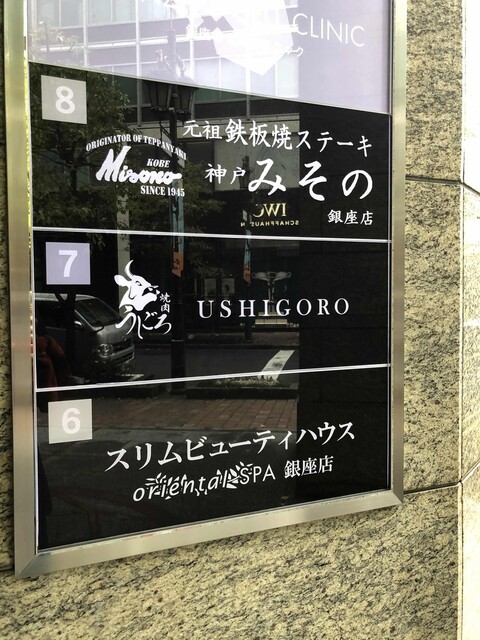 CLINIC
8
ORIGINATOR OF TEPPANYAKI
Misono
KOBE
SINCE 1945
元祖 鉄板焼ステーキ
神戸 みその
銀座店
IWC
SCHAFFHAUSEN
7
焼肉
うしごろ
USHIGORO
6
スリムビューティハウス
oriental SPA 銀座店